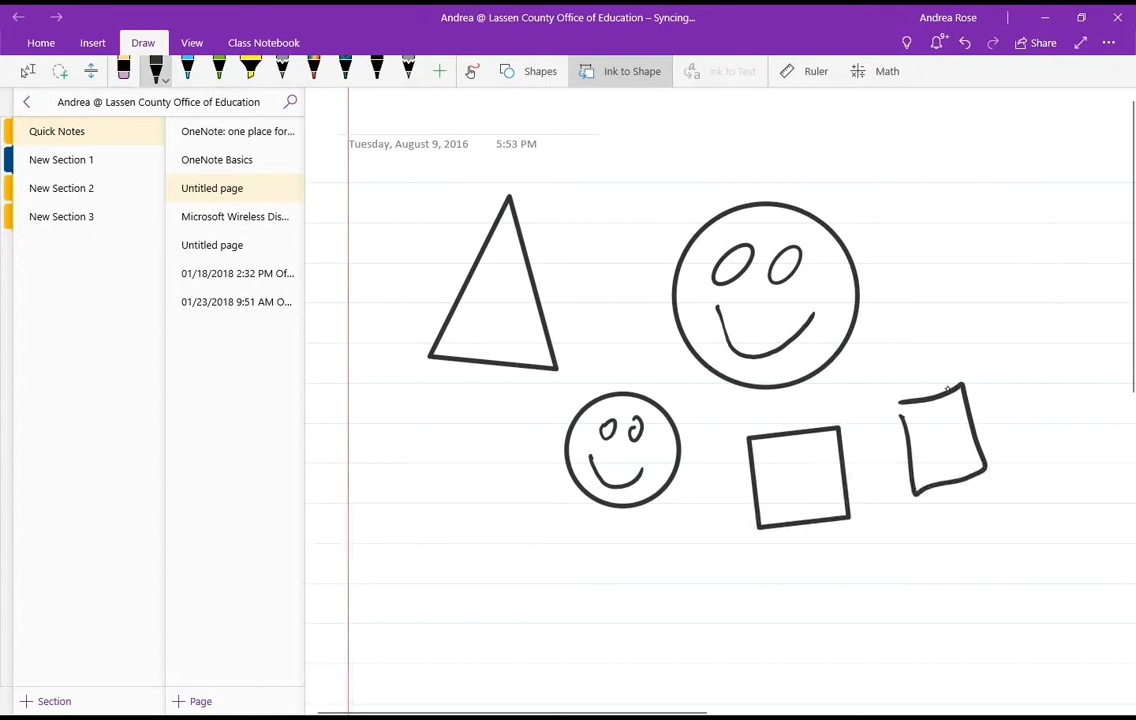 Andrea @ Lassen County Office of Education – Syncing...
Andrea Rose
Home
Insert
Draw
View
Class Notebook
9+
Share
Shapes
Ink to Shape
Ink to Text
Ruler
Math
Andrea @ Lassen County Office of Education
Quick Notes
New Section 1
New Section 2
New Section 3
OneNote: one place for...
OneNote Basics
Untitled page
Microsoft Wireless Dis...
Untitled page
01/18/2018 2:32 PM Of...
01/23/2018 9:51 AM O...
Tuesday, August 9, 2016 5:53 PM
Section
Page